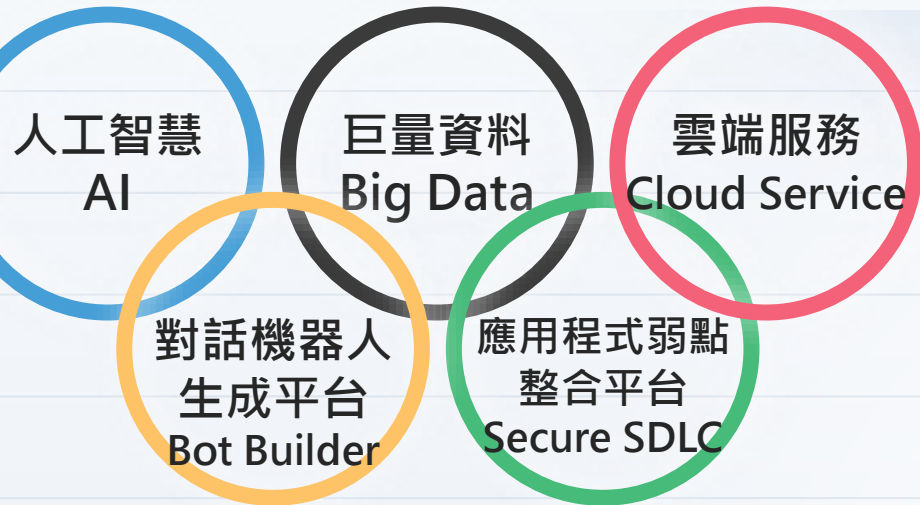 人工智慧
AI
巨量資料
Big Data
雲端服務
Cloud Service
對話機器人
生成平台
Bot Builder
應用程式弱點
整合平台
Secure SDLC